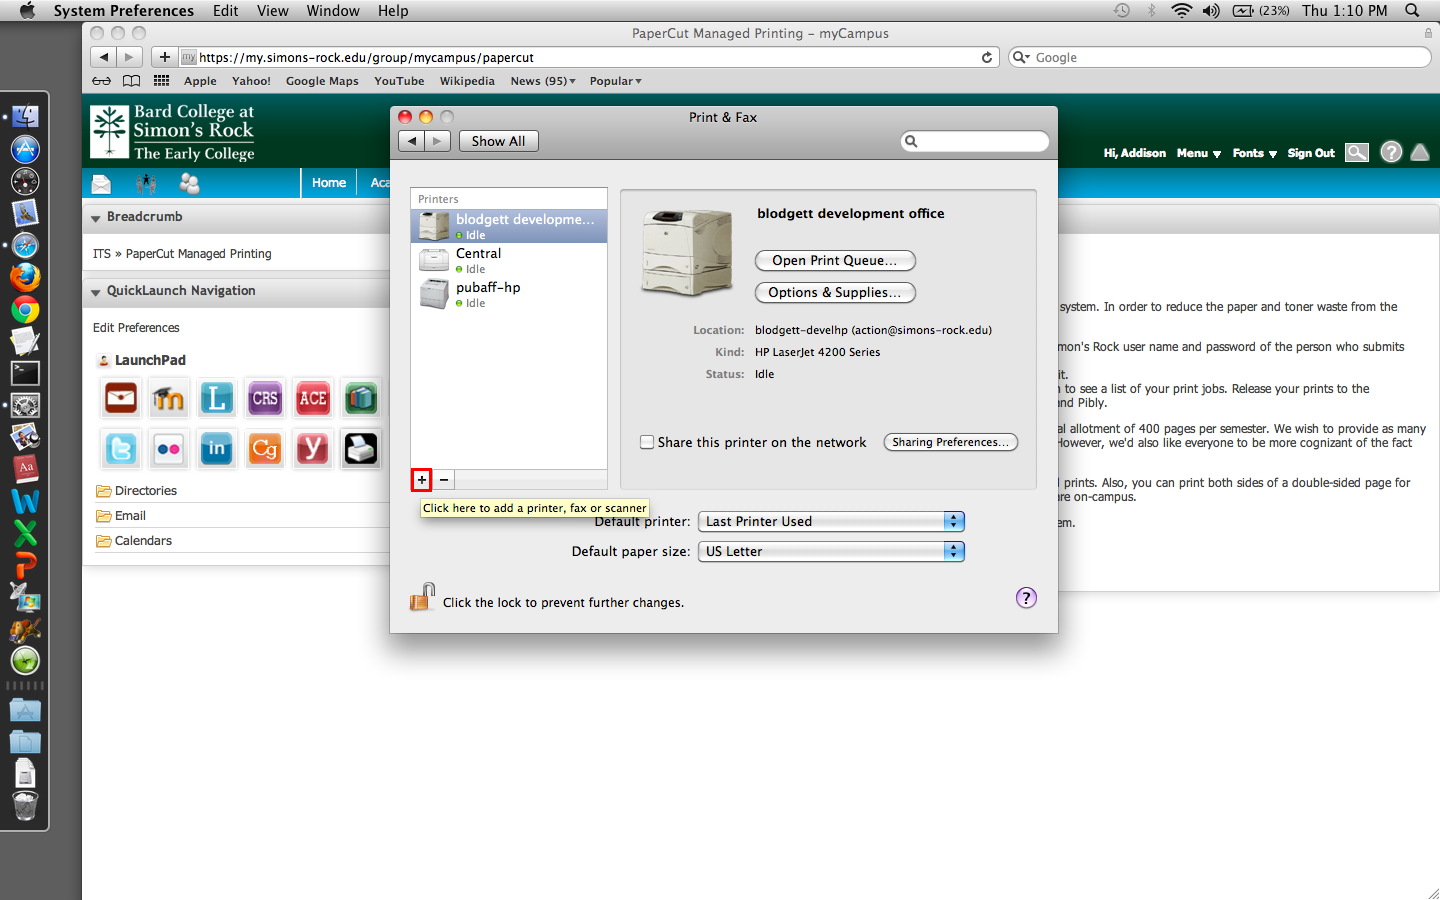 System Preferences Edit View Window Help (23%) Thu 1:10 PM
PaperCut Managed Printing – myCampus
my https://my.simons-rock.edu/group/mycampus/papercut Google
Apple Yahoo! Google Maps YouTube Wikipedia News (95) Popular
Bard College at
Simon's Rock
The Early College
Hi, Addison Menu Fonts Sign Out
Home Aca
Breadcrumb
ITS » PaperCut Managed Printing
QuickLaunch Navigation
Edit Preferences
LaunchPad
m L CRS ACE
in Cg y
Directories
Email
Calendars
Print & Fax
Show All
Printers
blodgett developme...
Idle
Central
Idle
pubaff-hp
Idle
+ −
Click here to add a printer, fax or scanner
blodgett development office
Open Print Queue...
Options & Supplies...
Location: blodgett-develhp (action@simons-rock.edu)
Kind: HP LaserJet 4200 Series
Status: Idle
Share this printer on the network Sharing Preferences...
Default printer: Last Printer Used
Default paper size: US Letter
Click the lock to prevent further changes.
?
system. In order to reduce the paper and toner waste from the
mon's Rock user name and password of the person who submits
it.
n to see a list of your print jobs. Release your prints to the
nd Pibly.
al allotment of 400 pages per semester. We wish to provide as many
However, we'd also like everyone to be more cognizant of the fact
l prints. Also, you can print both sides of a double-sided page for
re on-campus.
em.
Aa
W
X
P